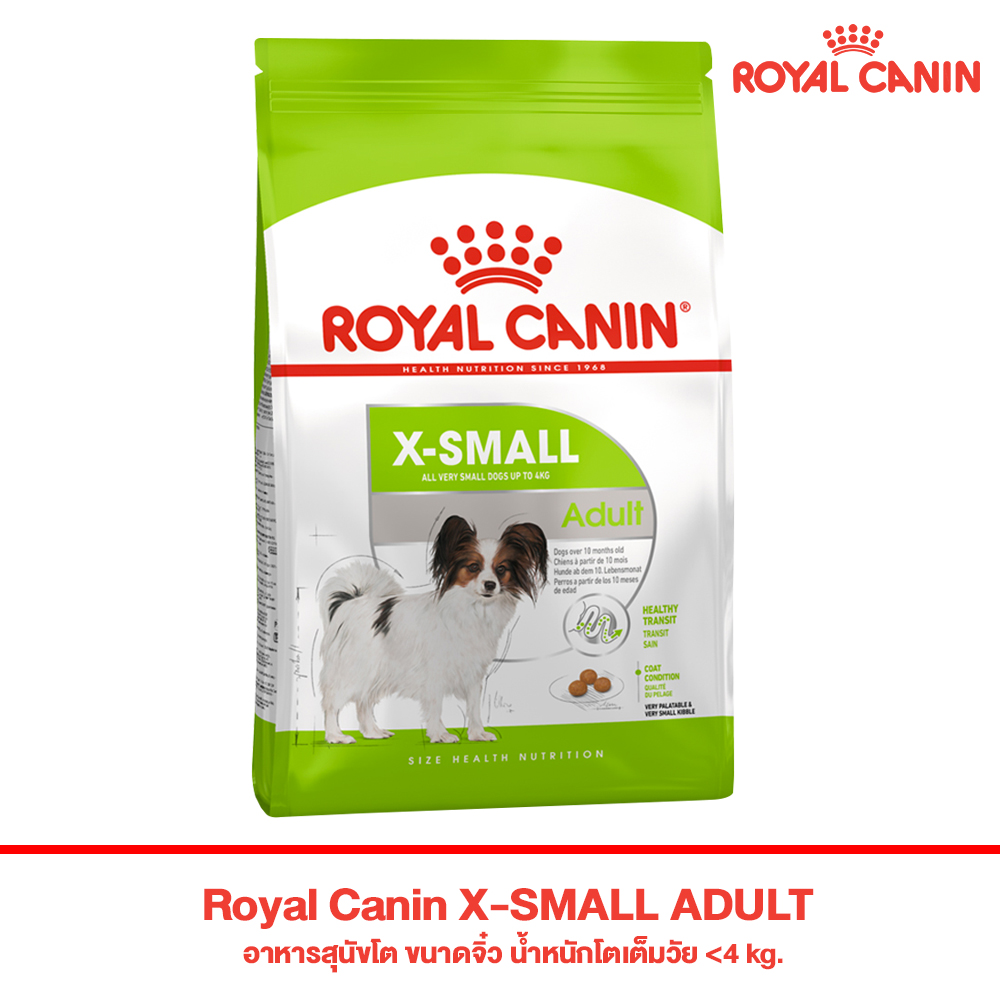 ROYAL CANIN
ROYAL CANIN®
HEALTH NUTRITION SINCE 1968
X-SMALL
ALL VERY SMALL DOGS UP TO 4KG
Adult
Dogs over 10 months old
Chiens à partir de 10 mois
Hunde ab dem 10. Lebensmonat
Perros a partir de los 10 meses
de edad
HEALTHY
TRANSIT
TRANSIT
SAIN
COAT
CONDITION
QUALITÉ
DU PELAGE
VERY PALATABLE &
VERY SMALL KIBBLE
SIZE HEALTH NUTRITION
Royal Canin X-SMALL ADULT
อาหารสุนัขโต ขนาดจิ๋ว น้ำหนักโตเต็มวัย <4 kg.